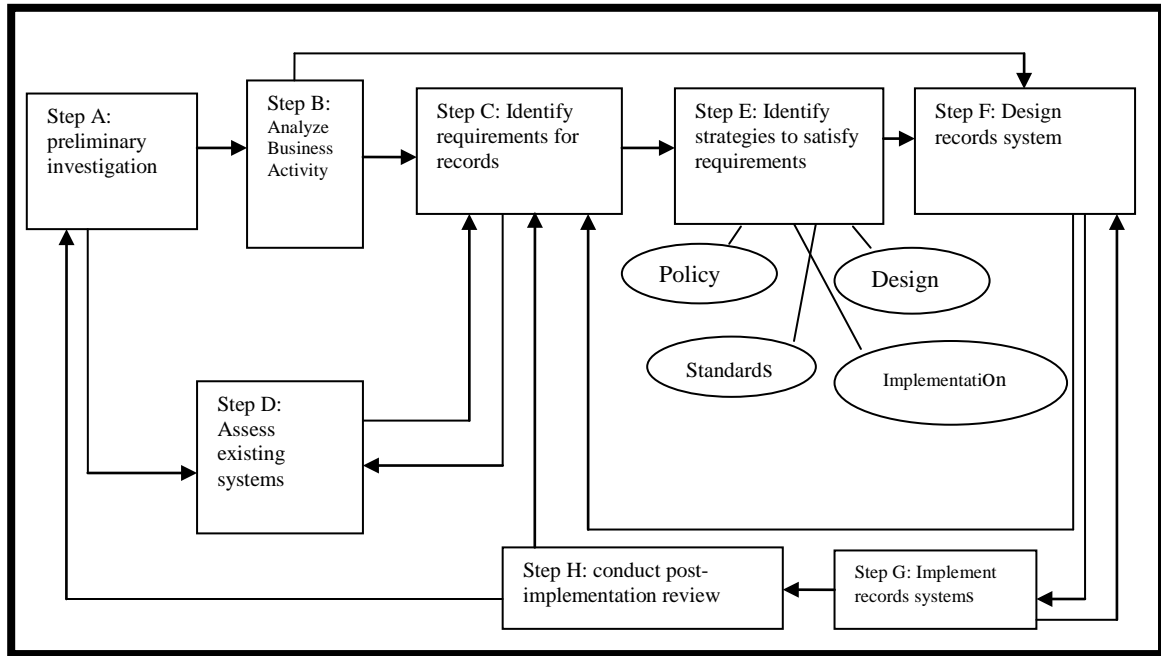 Step A:
preliminary
investigation
Step B:
Analyze
Business
Activity
Step C: Identify
requirements for
records
Step E: Identify
strategies to satisfy
requirements
Step F: Design
records system
Policy
Design
Standards
Implementation
Step D:
Assess
existing
systems
Step H: conduct post-
implementation review
Step G: Implement
records systems